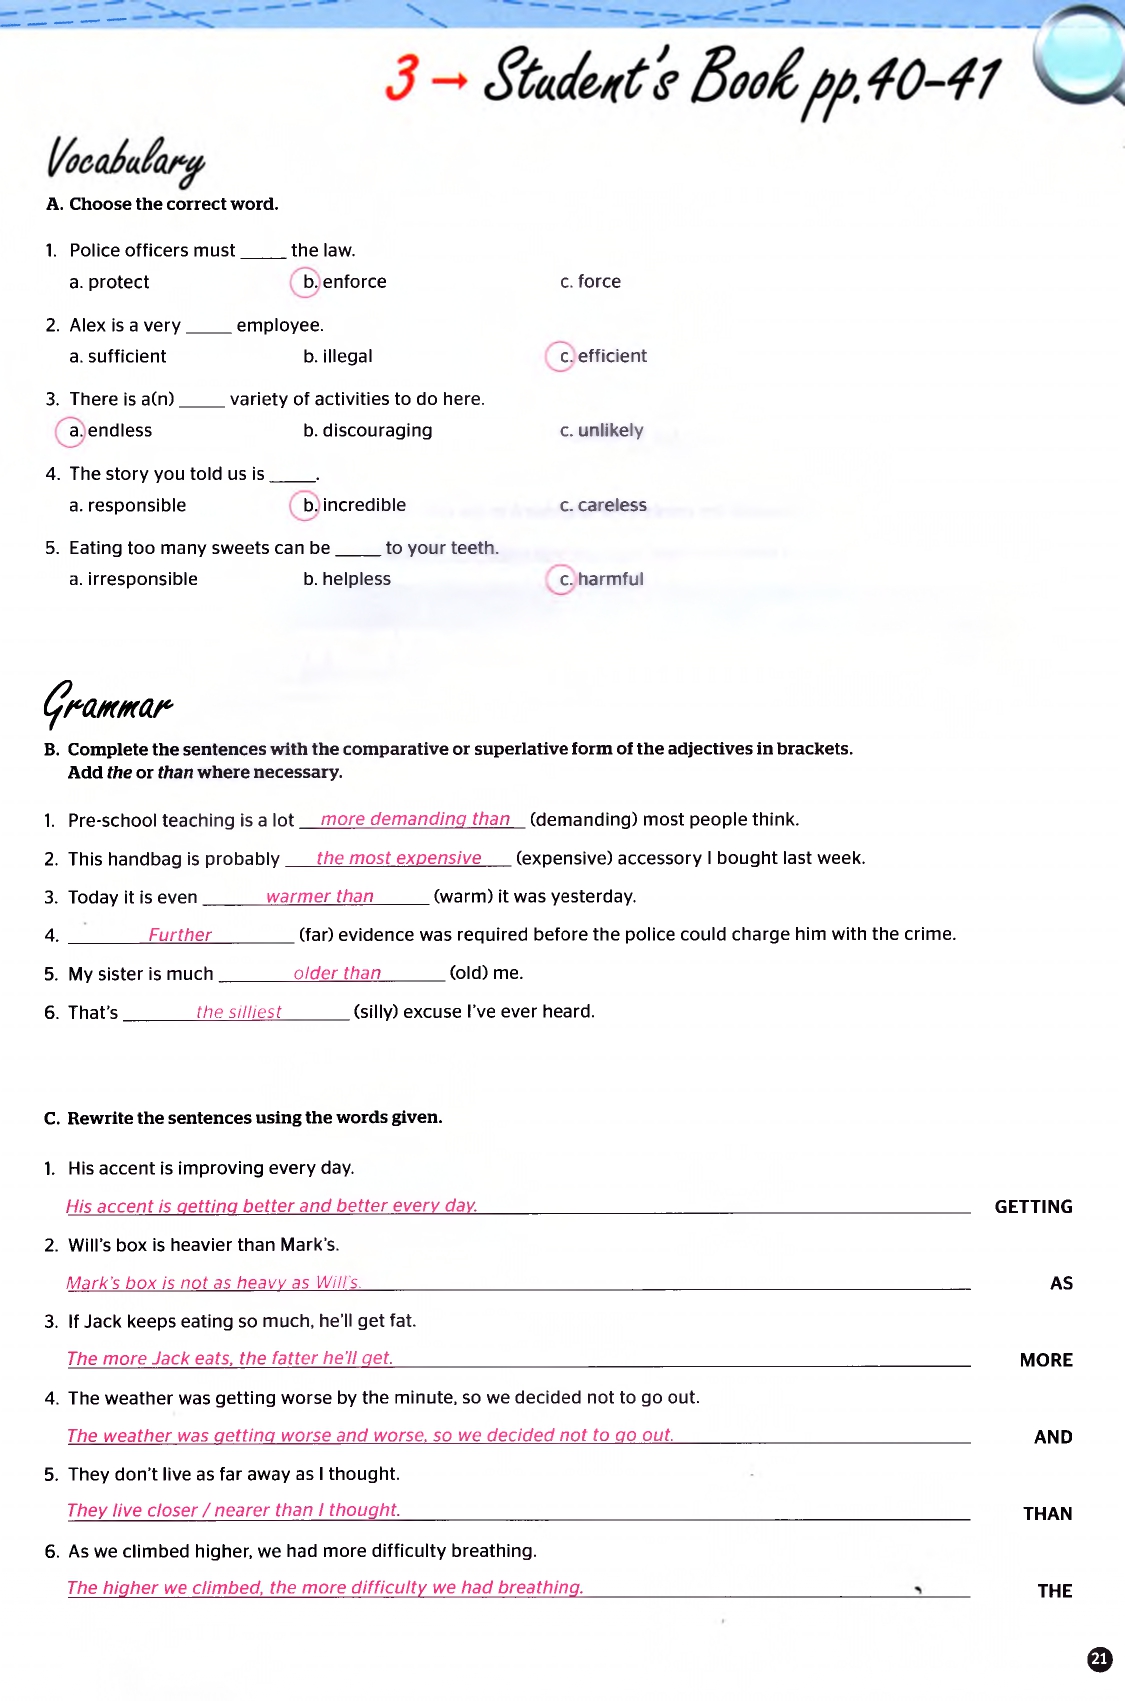 3 → Student's Book pp.40-41
Vocabulary
A. Choose the correct word.
1. Police officers must _____ the law.
a. protect b. enforce c. force
2. Alex is a very _____ employee.
a. sufficient b. illegal c. efficient
3. There is a(n) _____ variety of activities to do here.
a. endless b. discouraging c. unlikely
4. The story you told us is _____.
a. responsible b. incredible c. careless
5. Eating too many sweets can be _____ to your teeth.
a. irresponsible b. helpless c. harmful
Grammar
B. Complete the sentences with the comparative or superlative form of the adjectives in brackets.
Add the or than where necessary.
1. Pre-school teaching is a lot more demanding than (demanding) most people think.
2. This handbag is probably the most expensive (expensive) accessory I bought last week.
3. Today it is even warmer than (warm) it was yesterday.
4. Further (far) evidence was required before the police could charge him with the crime.
5. My sister is much older than (old) me.
6. That's the silliest (silly) excuse I've ever heard.
C. Rewrite the sentences using the words given.
1. His accent is improving every day.
His accent is getting better and better every day. GETTING
2. Will's box is heavier than Mark's.
Mark's box is not as heavy as Will's. AS
3. If Jack keeps eating so much, he'll get fat.
The more Jack eats, the fatter he'll get. MORE
4. The weather was getting worse by the minute, so we decided not to go out.
The weather was getting worse and worse, so we decided not to go out. AND
5. They don't live as far away as I thought.
They live closer / nearer than I thought. THAN
6. As we climbed higher, we had more difficulty breathing.
The higher we climbed, the more difficulty we had breathing. THE
21